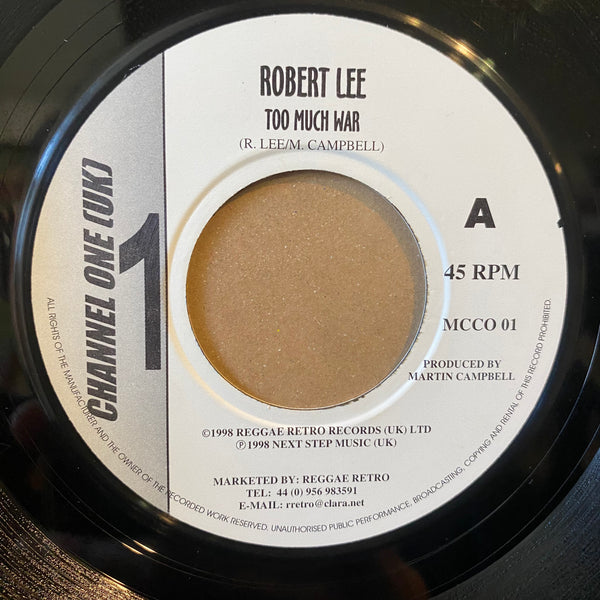 ROBERT LEE
TOO MUCH WAR
(R. LEE/M. CAMPBELL)
CHANNEL ONE (UK)
1
A
45 RPM
MCCO 01
PRODUCED BY
MARTIN CAMPBELL
©1998 REGGAE RETRO RECORDS (UK) LTD
℗1998 NEXT STEP MUSIC (UK)
MARKETED BY: REGGAE RETRO
TEL: 44 (0) 956 983591
E-MAIL: rretro@clara.net
ALL RIGHTS OF THE MANUFACTURER AND THE OWNER OF THE RECORDED WORK RESERVED. UNAUTHORISED PUBLIC PERFORMANCE, BROADCASTING, COPYING AND RENTAL OF THIS RECORD PROHIBITED.